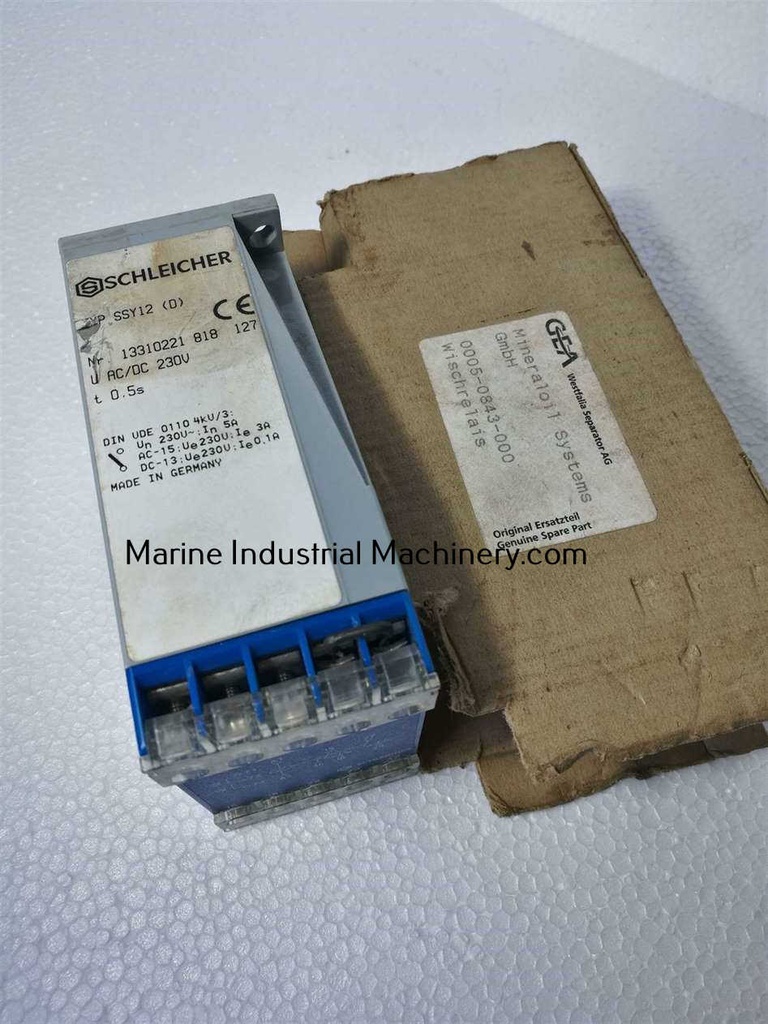 SCHLEICHER
TYP SSY12 (D)
CE
Nr. 13310221 818 127
U AC/DC 230V
t 0.5s
DIN VDE 0110 4kV/3:
Un 230V~:In 5A
AC-15:Ue230V:Ie 3A
DC-13:Ue230V:Ie0.1A
MADE IN GERMANY
GEA Westfalia Separator AG
Mineraloil Systems
GmbH
0005-0843-000
Wischrelais
Original Ersatzteil
Genuine Spare Part
Marine Industrial Machinery.com